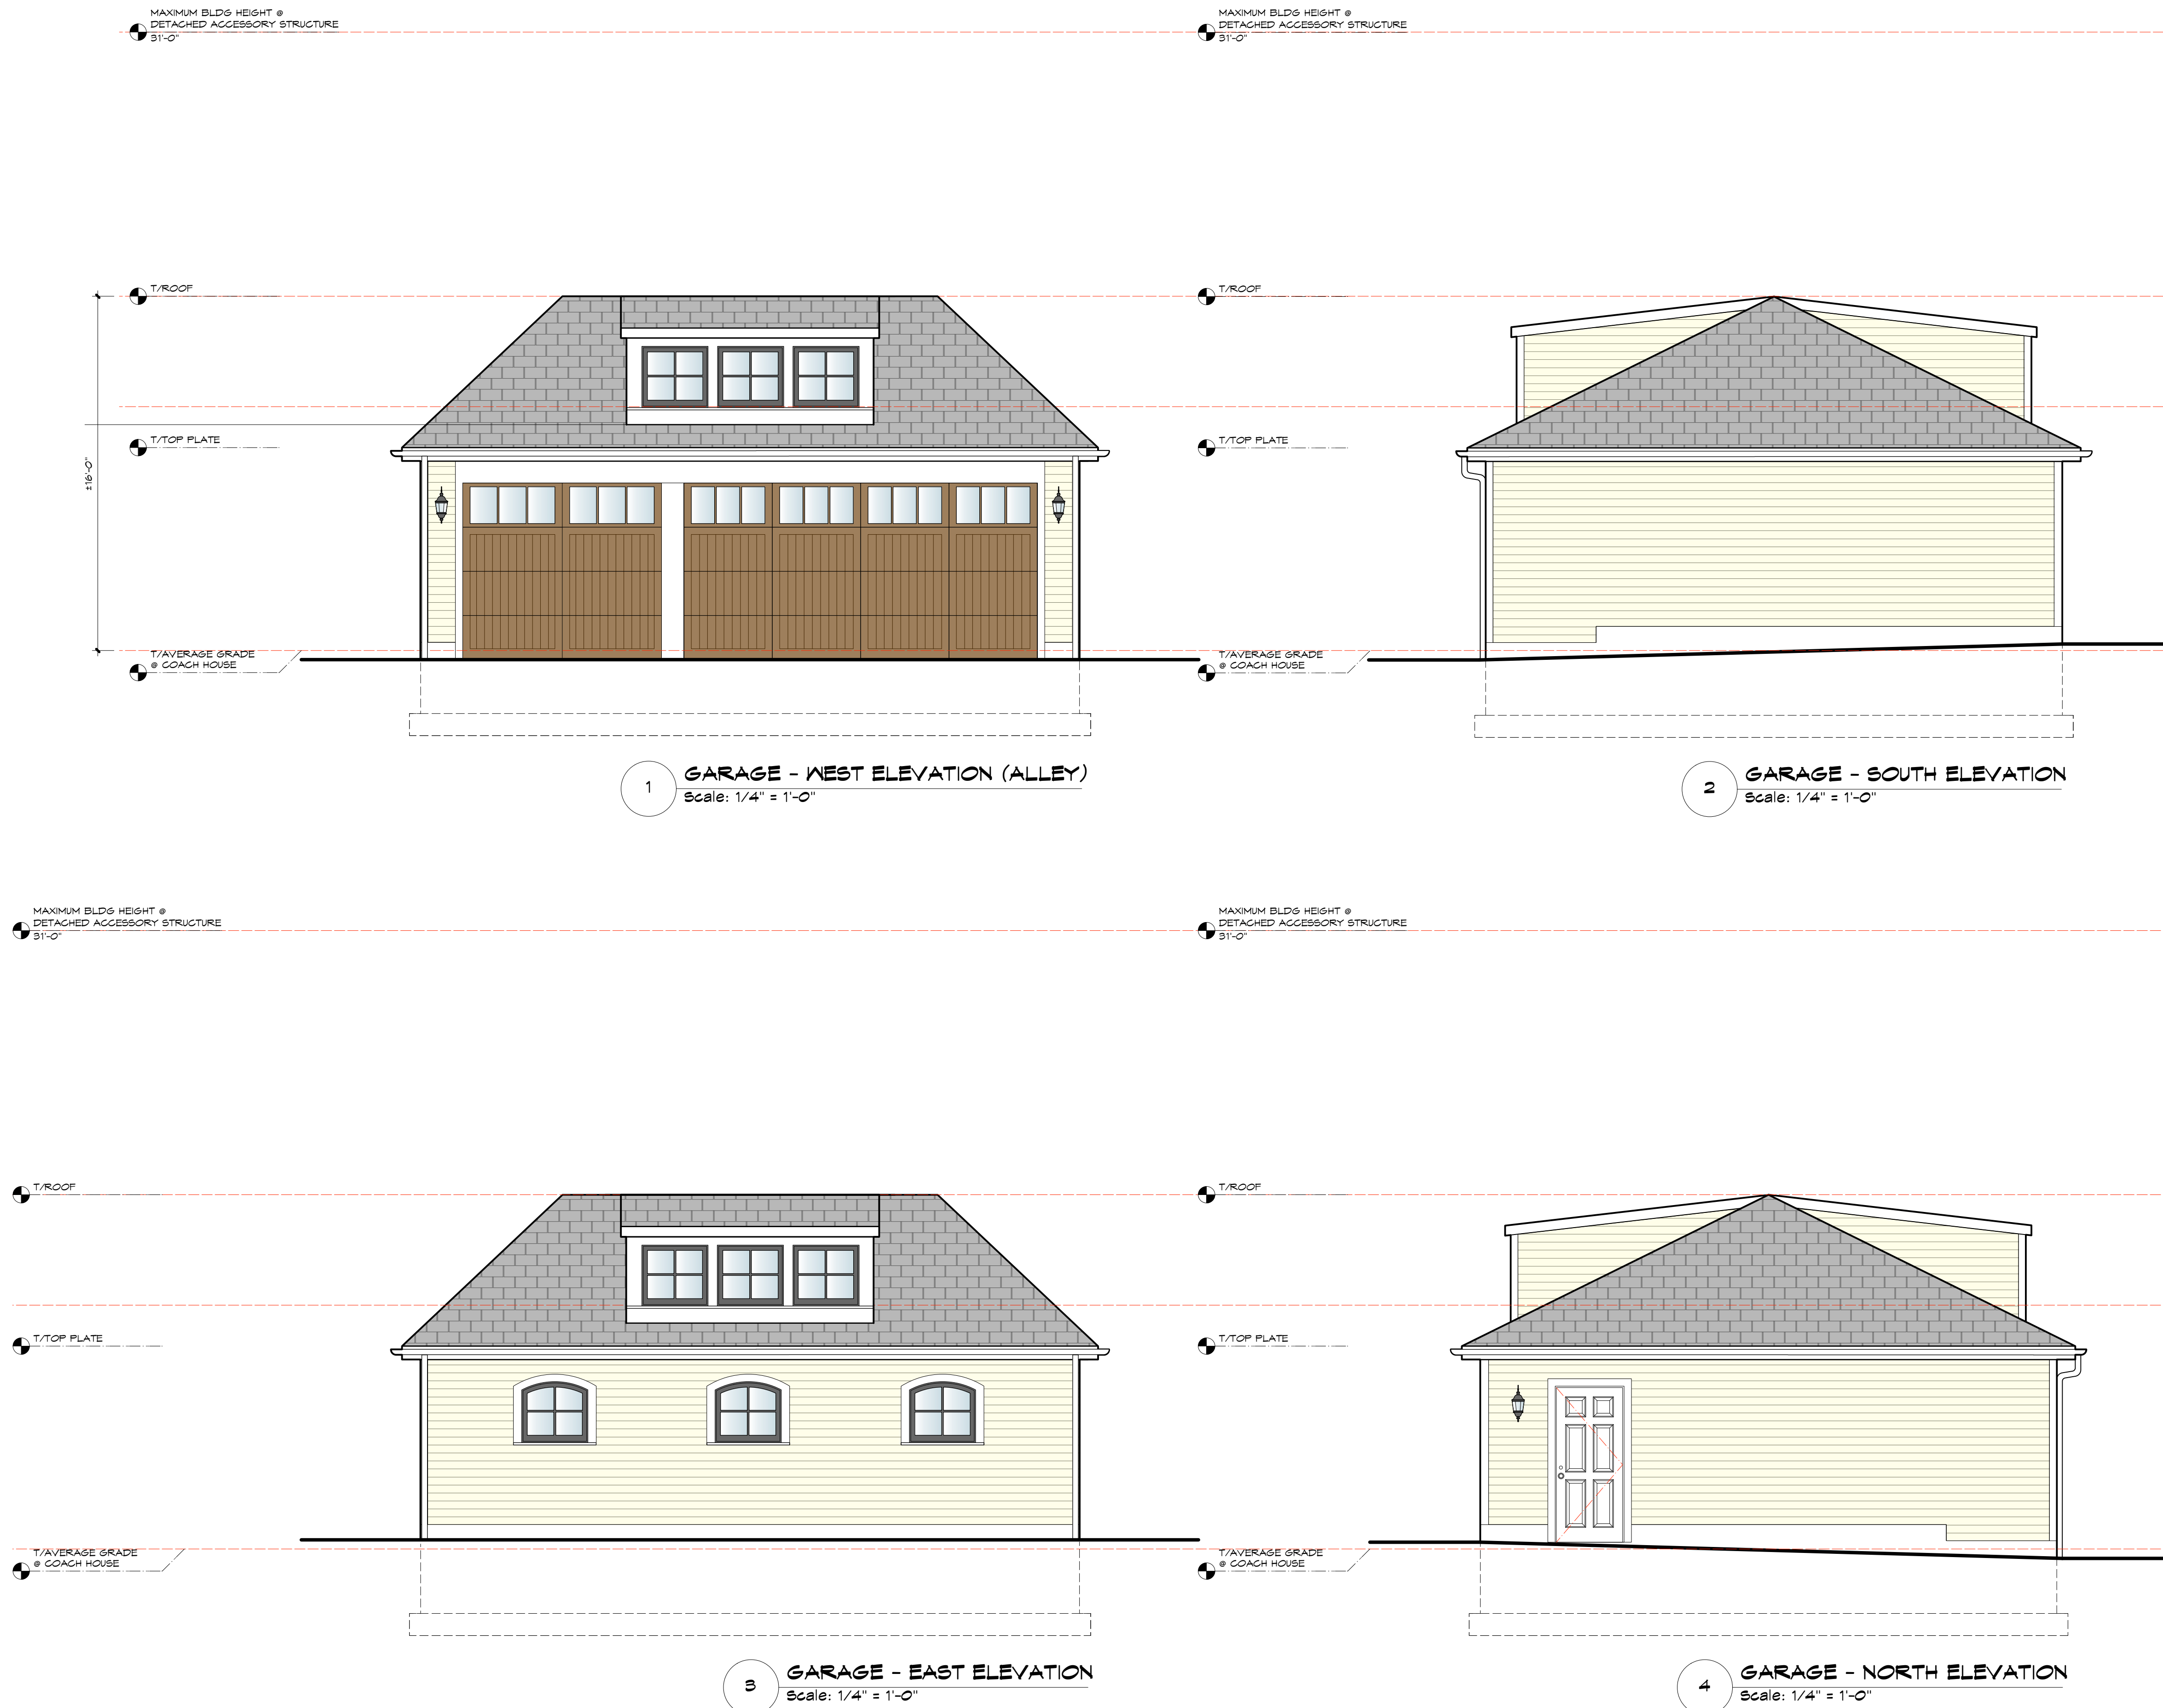 MAXIMUM BLDG HEIGHT @
DETACHED ACCESSORY STRUCTURE
31'-0"
MAXIMUM BLDG HEIGHT @
DETACHED ACCESSORY STRUCTURE
31'-0"
T/ROOF
T/ROOF
T/TOP PLATE
T/TOP PLATE
±16'-0"
T/AVERAGE GRADE
@ COACH HOUSE
T/AVERAGE GRADE
@ COACH HOUSE
1
GARAGE - WEST ELEVATION (ALLEY)
Scale: 1/4" = 1'-0"
2
GARAGE - SOUTH ELEVATION
Scale: 1/4" = 1'-0"
MAXIMUM BLDG HEIGHT @
DETACHED ACCESSORY STRUCTURE
31'-0"
MAXIMUM BLDG HEIGHT @
DETACHED ACCESSORY STRUCTURE
31'-0"
T/ROOF
T/ROOF
T/TOP PLATE
T/TOP PLATE
T/AVERAGE GRADE
@ COACH HOUSE
T/AVERAGE GRADE
@ COACH HOUSE
3
GARAGE - EAST ELEVATION
Scale: 1/4" = 1'-0"
4
GARAGE - NORTH ELEVATION
Scale: 1/4" = 1'-0"